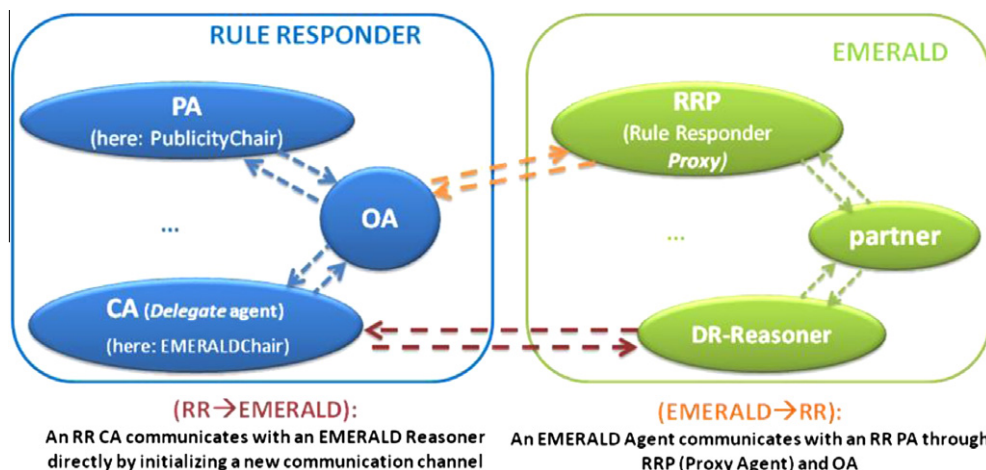 RULE RESPONDER
PA
(here: PublicityChair)
...
OA
CA (Delegate agent)
(here: EMERALDChair)
EMERALD
RRP
(Rule Responder
Proxy)
...
partner
DR-Reasoner
(RR→EMERALD):
An RR CA communicates with an EMERALD Reasoner
directly by initializing a new communication channel
(EMERALD→RR):
An EMERALD Agent communicates with an RR PA through
RRP (Proxy Agent) and OA